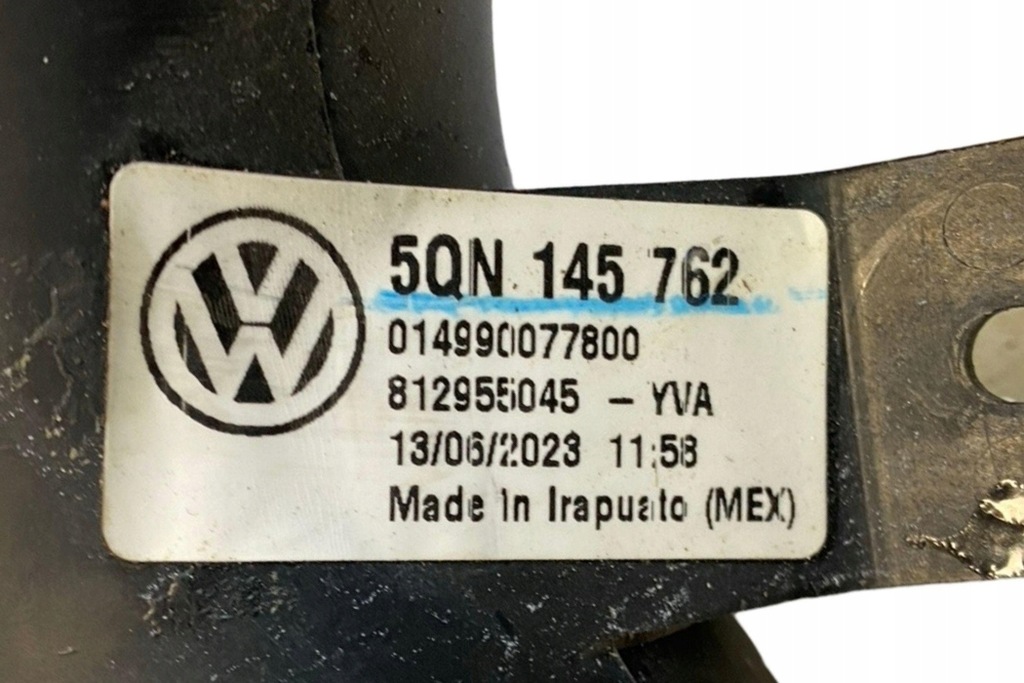 5QN 145 762
014990077800
812955045 - YVA
13/06/2023 11:58
Made in Irapuato (MEX)